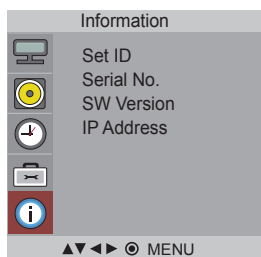 Information
Set ID
Serial No.
SW Version
IP Address
▲▼◄► ◉ MENU